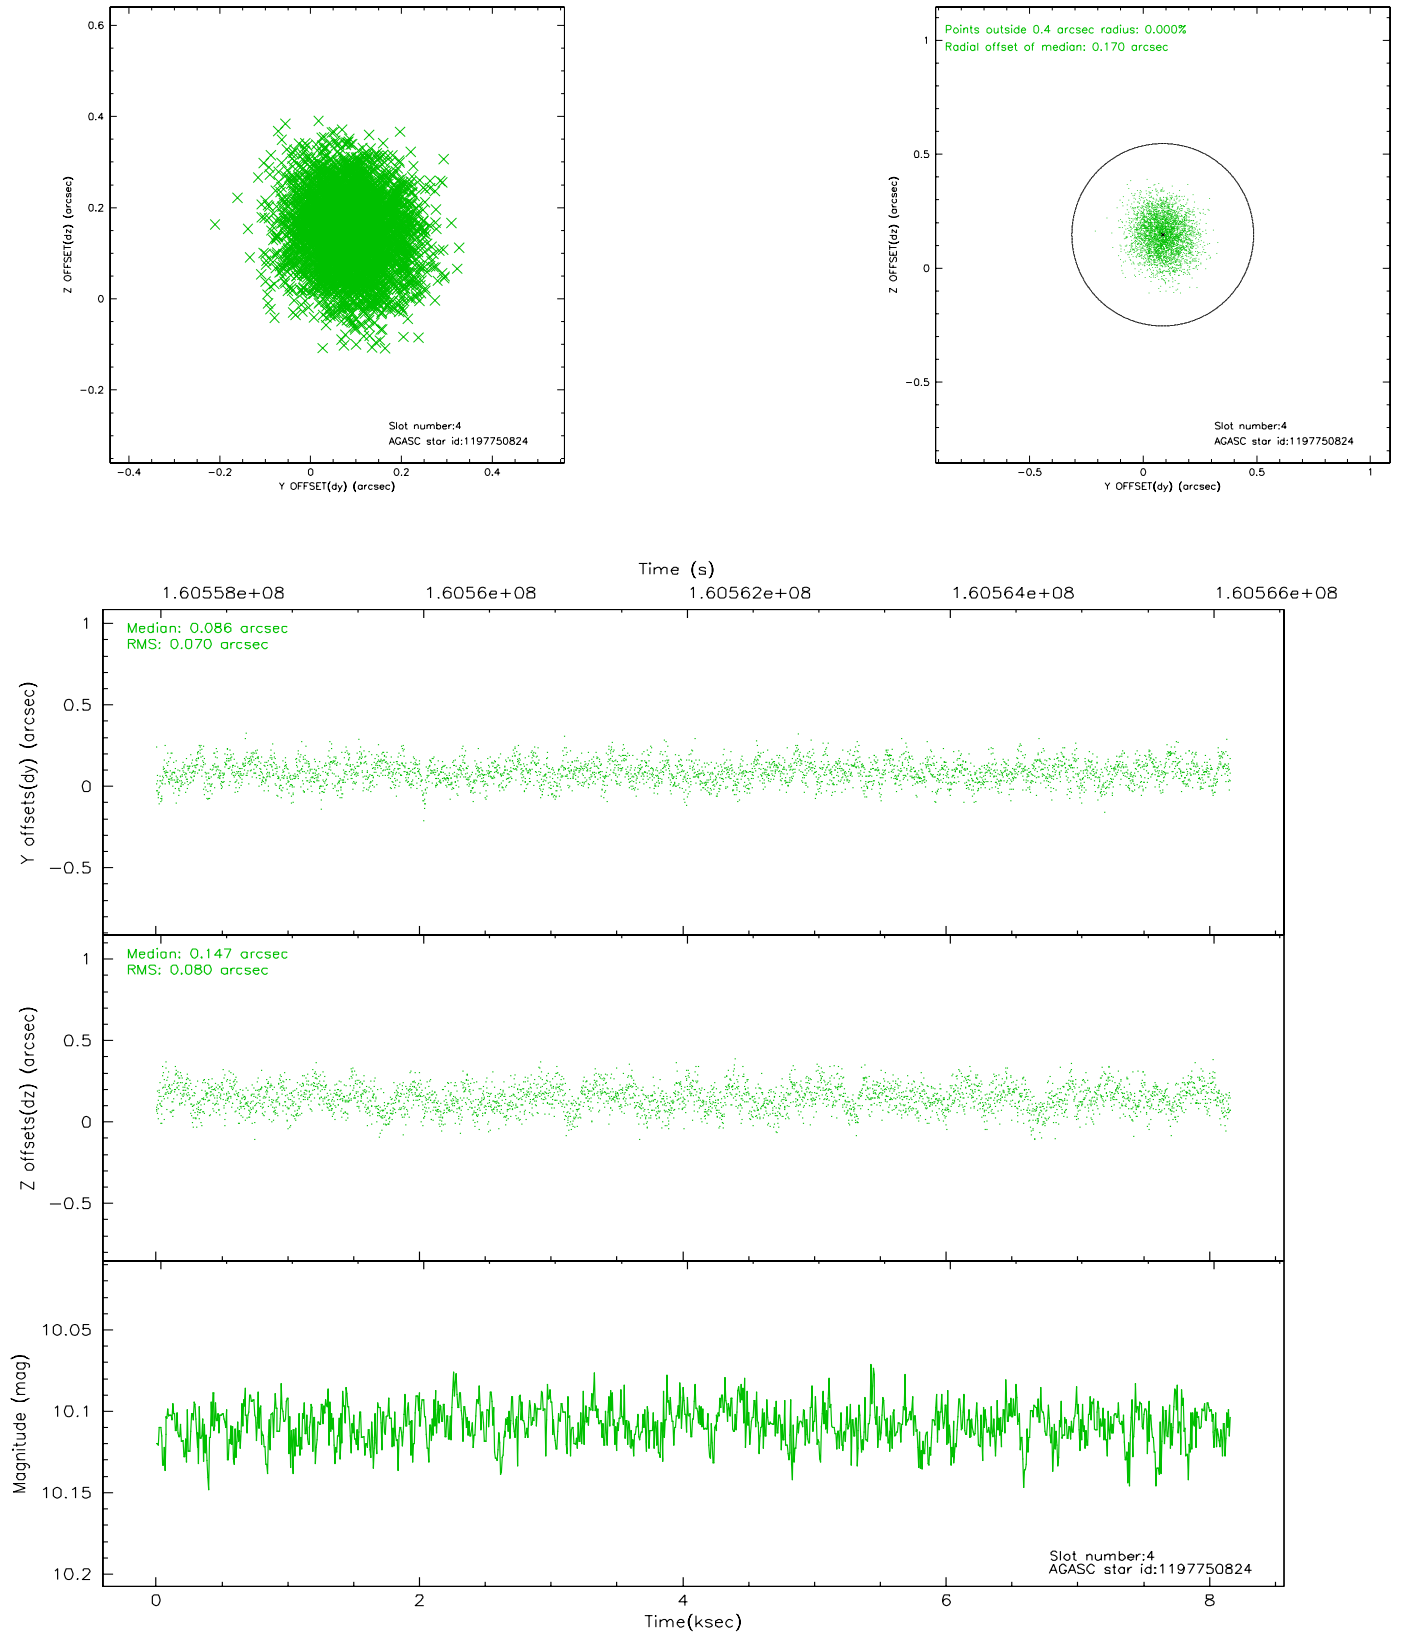 0.6
0.4
0.2
0
−0.2
Z OFFSET(dz) (arcsec)
Slot number:4
AGASC star id:1197750824
−0.4 −0.2 0 0.2 0.4
Y OFFSET(dy) (arcsec)
Points outside 0.4 arcsec radius: 0.000%
Radial offset of median: 0.170 arcsec
1
0.5
0
−0.5
Z OFFSET(dz) (arcsec)
Slot number:4
AGASC star id:1197750824
−0.5 0 0.5 1
Y OFFSET(dy) (arcsec)
Time (s)
1.60558e+08 1.6056e+08 1.60562e+08 1.60564e+08 1.60566e+08
Median: 0.086 arcsec
RMS: 0.070 arcsec
1
0.5
0
−0.5
Y offsets(dy) (arcsec)
Median: 0.147 arcsec
RMS: 0.080 arcsec
1
0.5
0
−0.5
Z offsets(dz) (arcsec)
10.05
10.1
10.15
10.2
Magnitude (mag)
Slot number:4
AGASC star id:1197750824
0 2 4 6 8
Time(ksec)